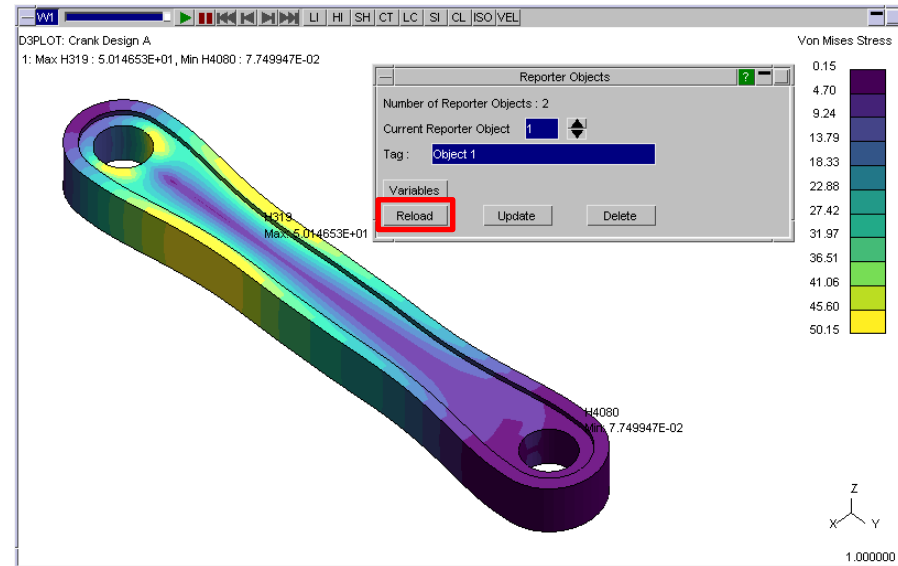 W1 LI HI SH CT LC SI CL ISO VEL
D3PLOT: Crank Design A
1: Max H319 : 5.014653E+01, Min H4080 : 7.749947E-02
Von Mises Stress
0.15
4.70
9.24
13.79
18.33
22.88
27.42
31.97
36.51
41.06
45.60
50.15
Reporter Objects ?
Number of Reporter Objects : 2
Current Reporter Object 1
Tag : Object 1
Variables
Reload Update Delete
H319
Max: 5.014653E+01
H4080
Min: 7.749947E-02
Z
X Y
1.000000